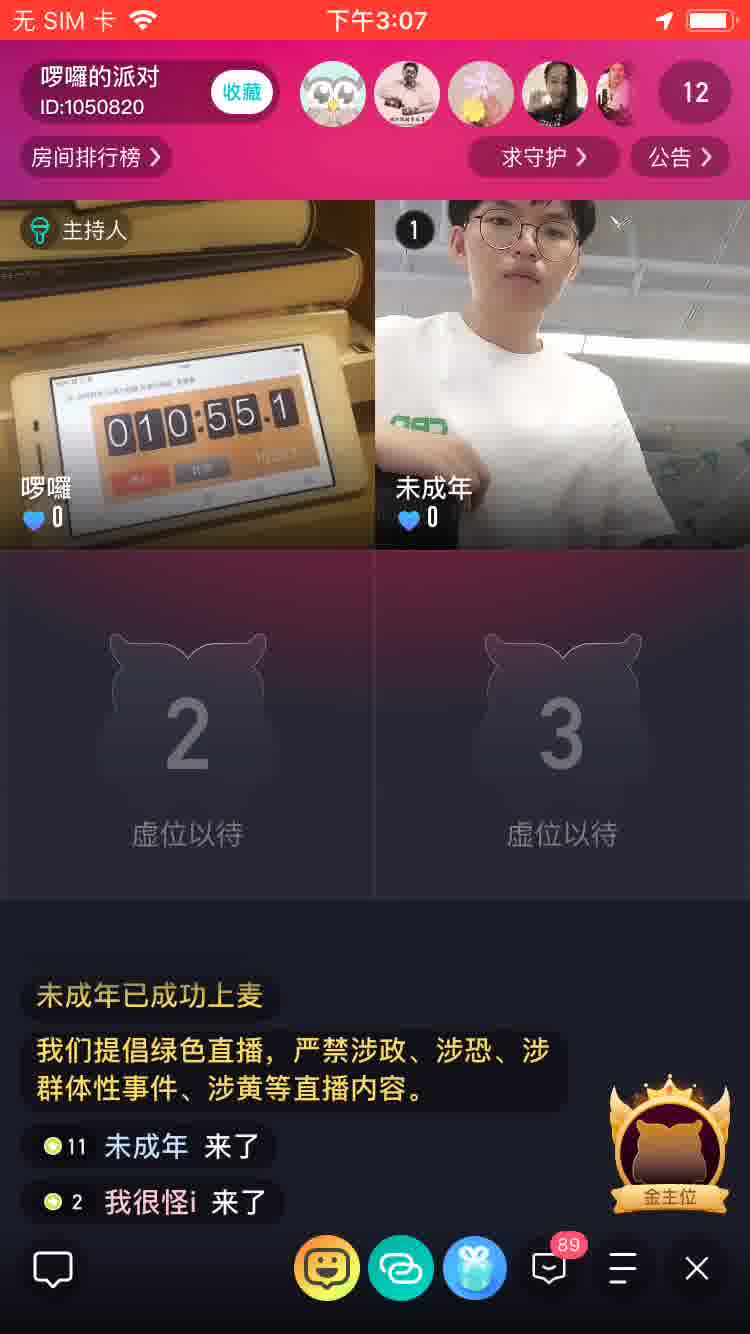 无 SIM 卡
下午3:07
啰囉的派对
ID:1050820
收藏
12
房间排行榜
求守护
公告
主持人
1
010:55.1
啰囉
0
未成年
0
2
虚位以待
3
虚位以待
未成年已成功上麦
我们提倡绿色直播，严禁涉政、涉恐、涉
群体性事件、涉黄等直播内容。
11 未成年 来了
2 我很怪i 来了
金主位
89